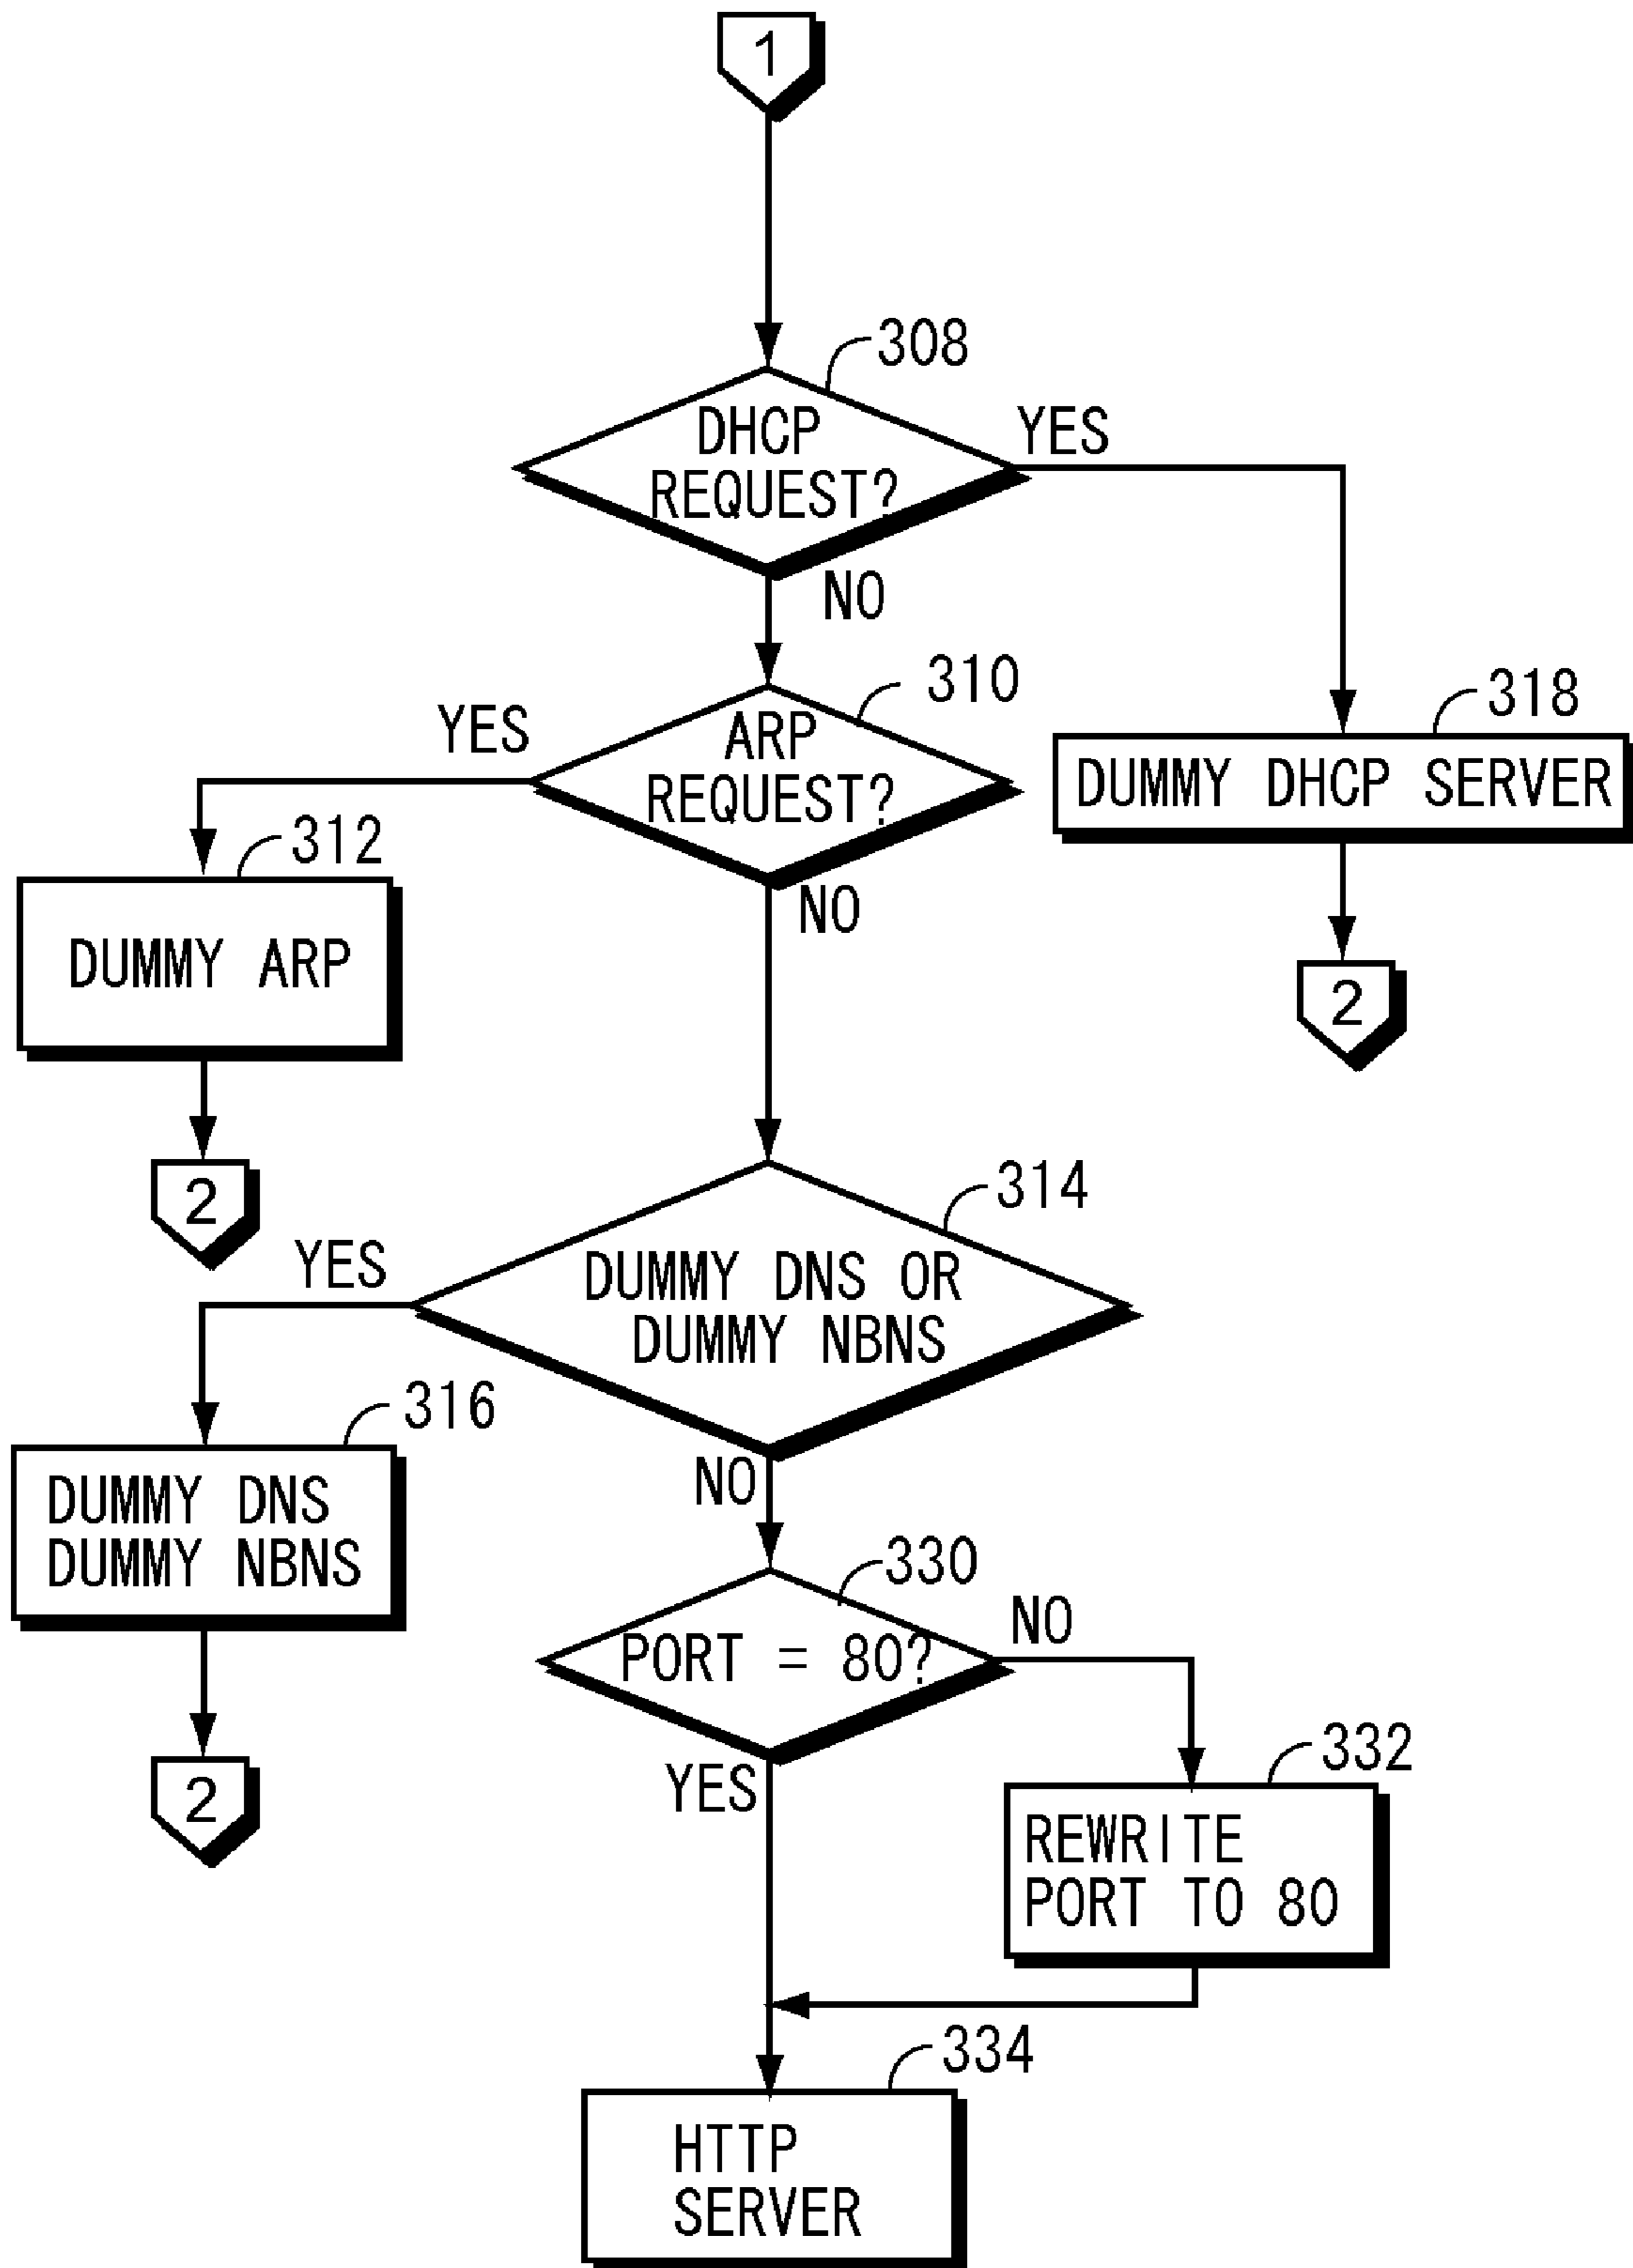 1
308
DHCP
REQUEST?
YES
NO
310
YES
ARP
REQUEST?
318
DUMMY DHCP SERVER
312
NO
DUMMY ARP
2
2
314
YES
DUMMY DNS OR
DUMMY NBNS
316
NO
DUMMY DNS
DUMMY NBNS
330
NO
PORT = 80?
332
2
YES
REWRITE
PORT TO 80
334
HTTP
SERVER